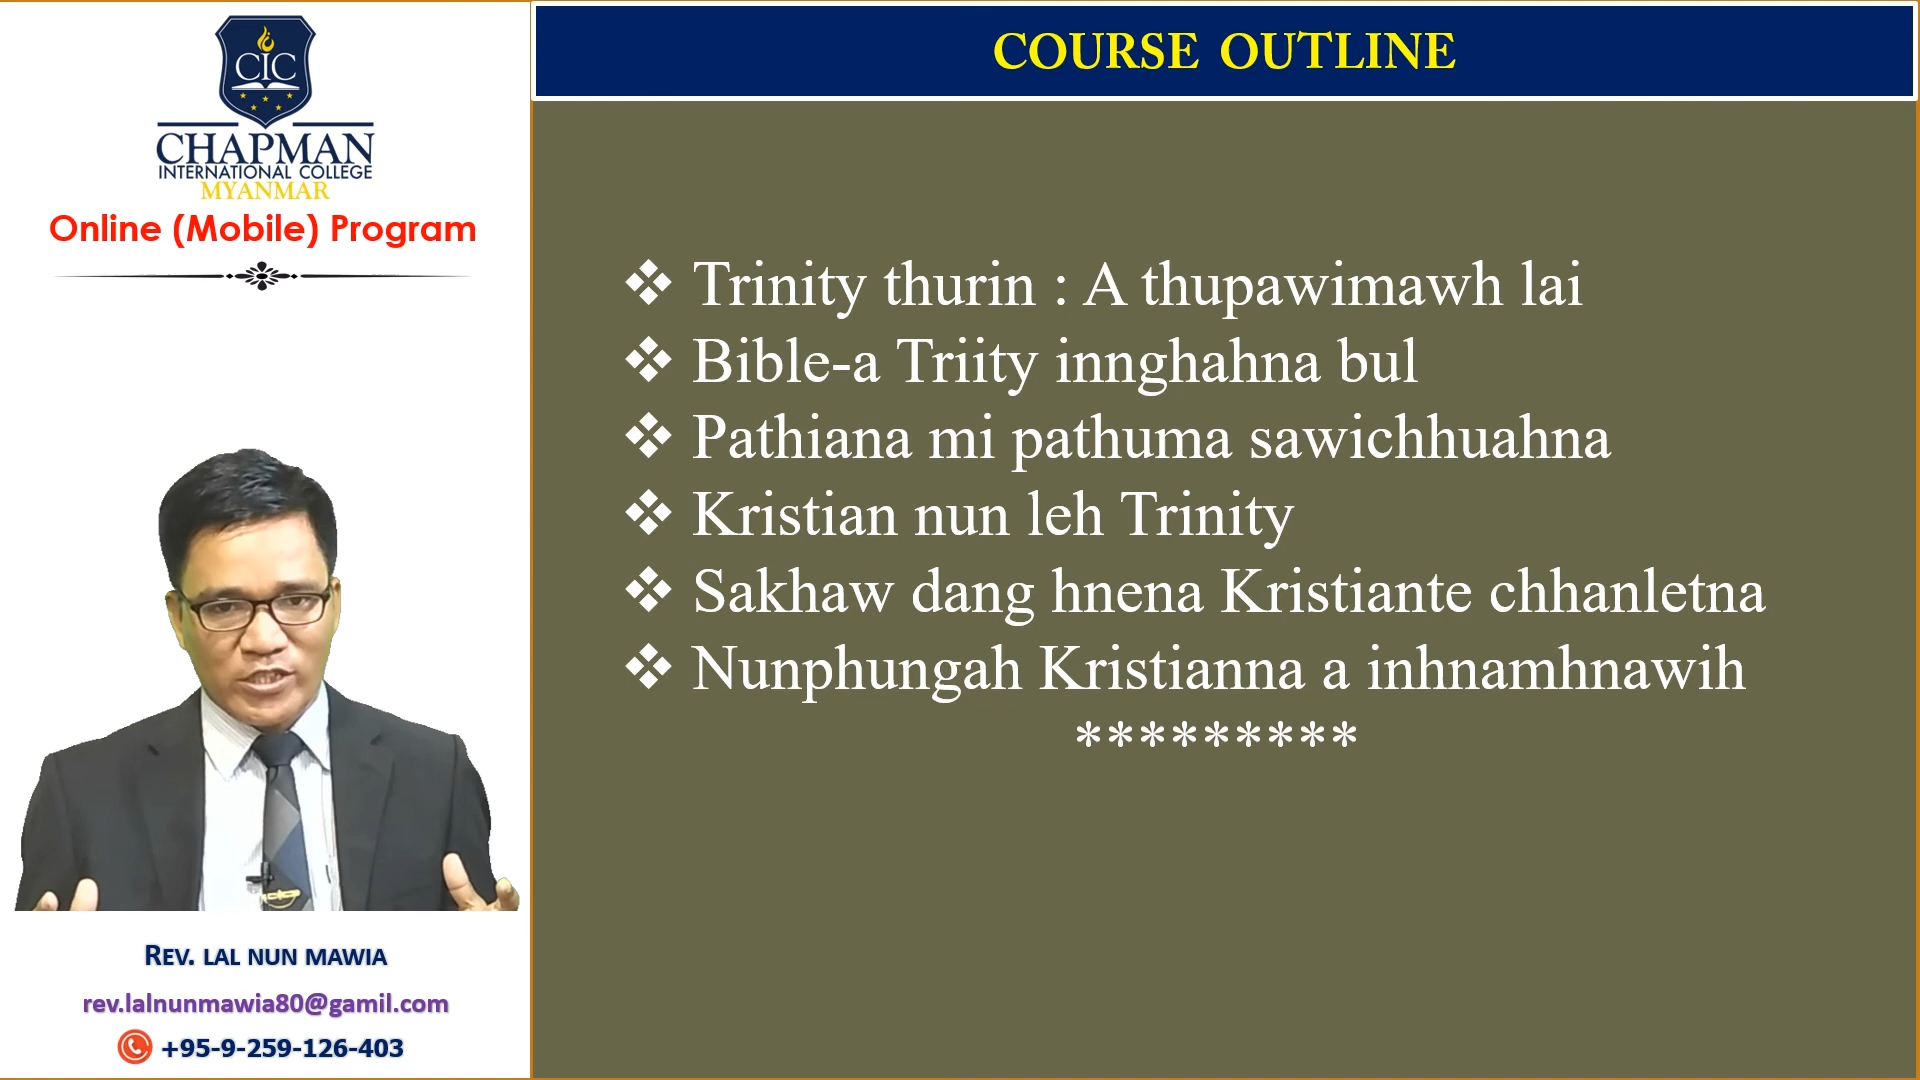 CIC
CHAPMAN
INTERNATIONAL COLLEGE
MYANMAR
Online (Mobile) Program
REV. LAL NUN MAWIA
rev.lalnunmawia80@gamil.com
+95-9-259-126-403
COURSE OUTLINE
❖ Trinity thurin : A thupawimawh lai
❖ Bible-a Triity innghahna bul
❖ Pathiana mi pathuma sawichhuahna
❖ Kristian nun leh Trinity
❖ Sakhaw dang hnena Kristiante chhanletna
❖ Nunphungah Kristianna a inhnamhnawih
*********